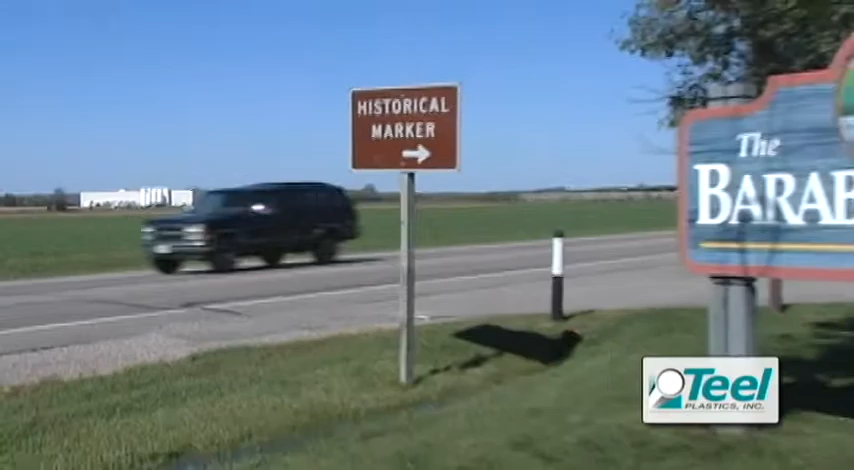 HISTORICAL
MARKER
The
BARAB
Teel
PLASTICS, INC.